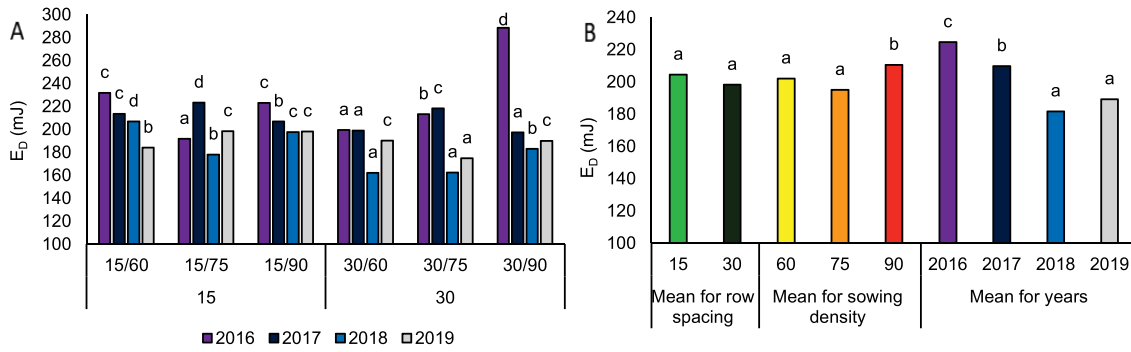 A
E_D (mJ)
300
280
260
240
220
200
180
160
140
120
100
c c d b
a d b c
c b c c
a a a c
b c a a
d a b c
15/60 15/75 15/90 30/60 30/75 30/90
15 30
2016 2017 2018 2019
B
E_D (mJ)
240
220
200
180
160
140
120
100
a a a a b c b a a
15 30 60 75 90 2016 2017 2018 2019
Mean for row
spacing
Mean for sowing
density
Mean for years